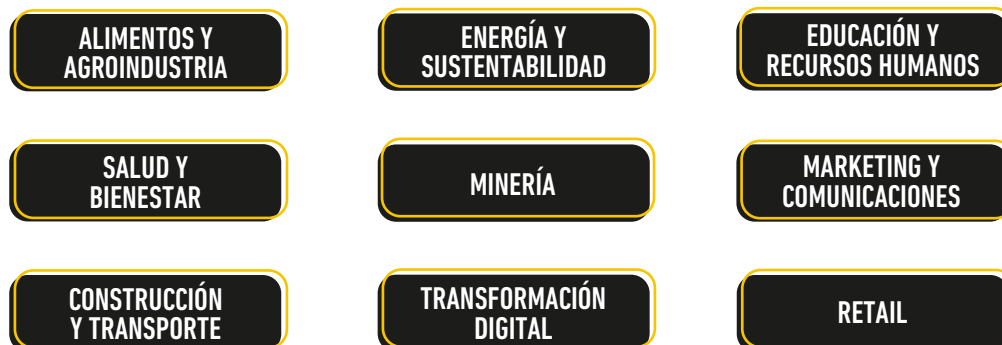 ALIMENTOS Y
AGROINDUSTRIA
ENERGÍA Y
SUSTENTABILIDAD
EDUCACIÓN Y
RECURSOS HUMANOS
SALUD Y
BIENESTAR
MINERÍA
MARKETING Y
COMUNICACIONES
CONSTRUCCIÓN
Y TRANSPORTE
TRANSFORMACIÓN
DIGITAL
RETAIL